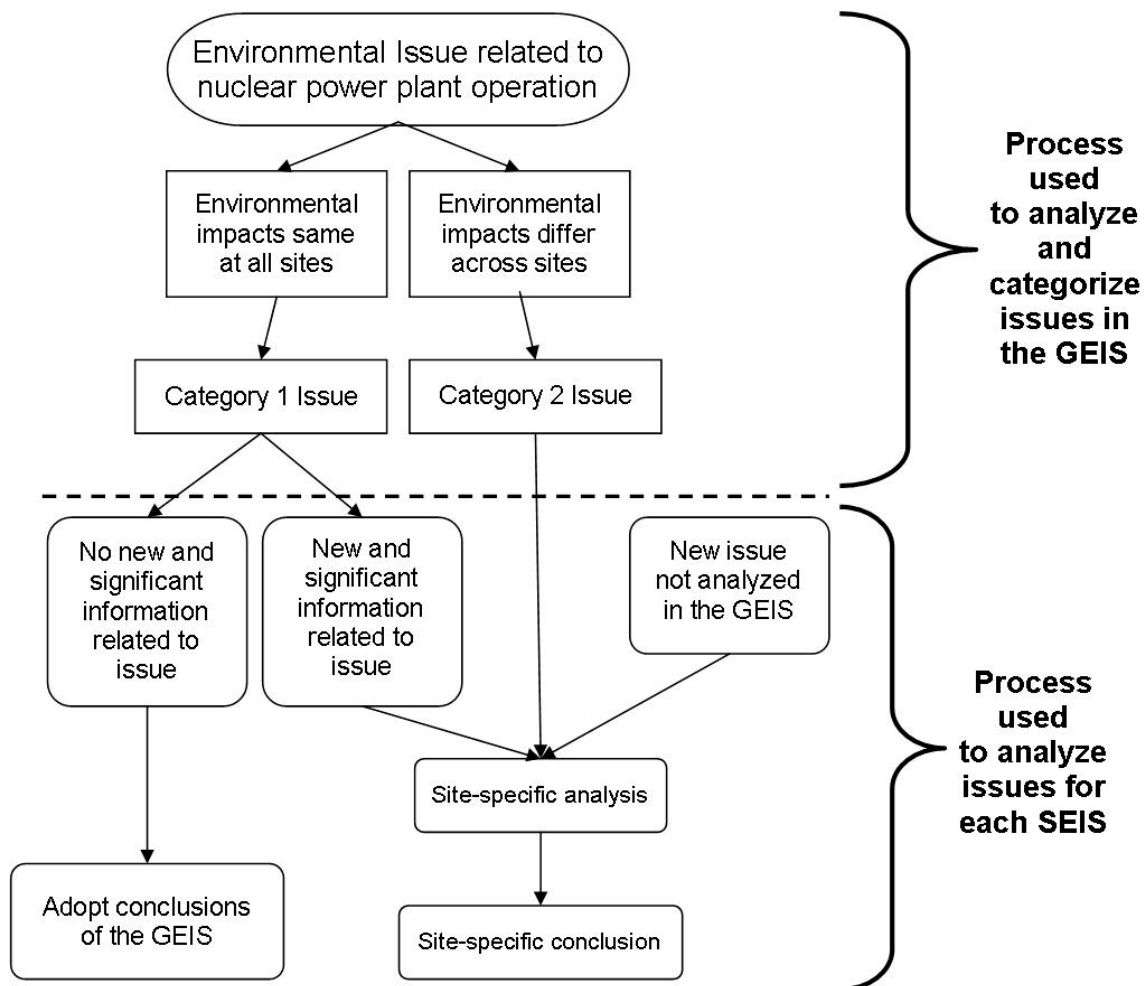 Environmental Issue related to
nuclear power plant operation
Environmental
impacts same
at all sites
Environmental
impacts differ
across sites
Category 1 Issue
Category 2 Issue
Process
used
to analyze
and
categorize
issues in
the GEIS
No new and
significant
information
related to
issue
New and
significant
information
related to
issue
New issue
not analyzed
in the GEIS
Site-specific analysis
Adopt conclusions
of the GEIS
Site-specific conclusion
Process
used
to analyze
issues for
each SEIS